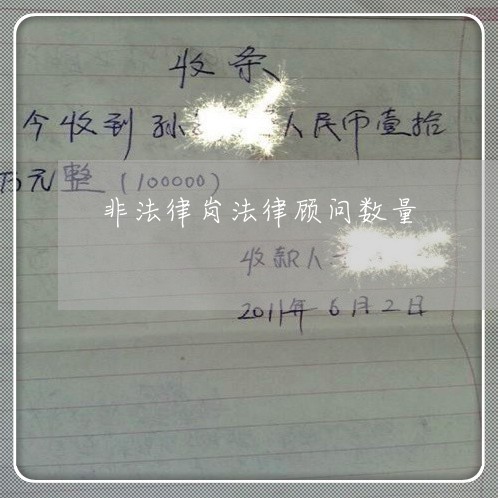 收条
今收到孙 人民币壹拾
万元整（100000）
非法律岗法律顾问数量
收款人
2011年6月2日